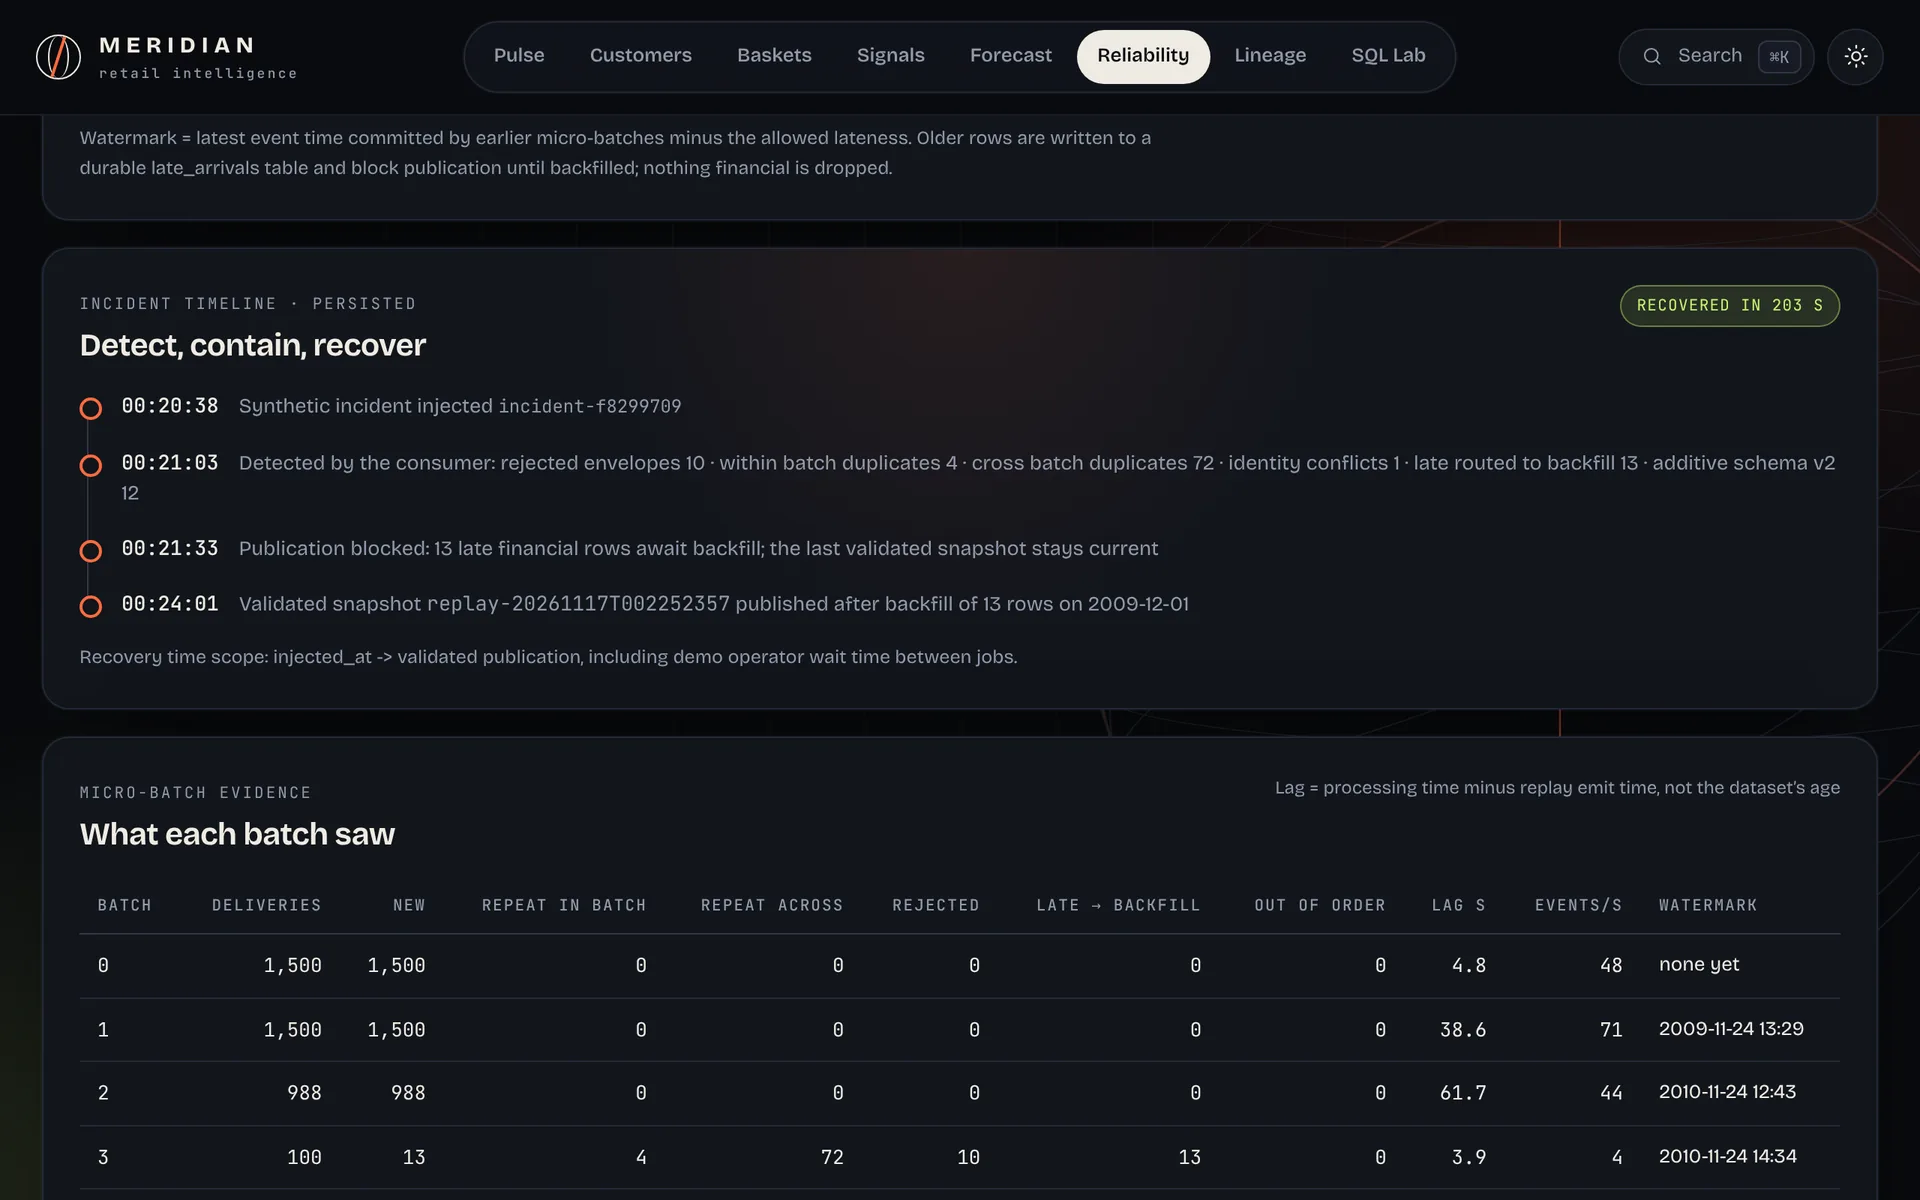 MERIDIAN
retail intelligence
Pulse Customers Baskets Signals Forecast Reliability Lineage SQL Lab
Search ⌘K
Watermark = latest event time committed by earlier micro-batches minus the allowed lateness. Older rows are written to a
durable late_arrivals table and block publication until backfilled; nothing financial is dropped.
INCIDENT TIMELINE · PERSISTED
RECOVERED IN 203 S
Detect, contain, recover
00:20:38 Synthetic incident injected incident-f8299709
00:21:03 Detected by the consumer: rejected envelopes 10 · within batch duplicates 4 · cross batch duplicates 72 · identity conflicts 1 · late routed to backfill 13 · additive schema v2
12
00:21:33 Publication blocked: 13 late financial rows await backfill; the last validated snapshot stays current
00:24:01 Validated snapshot replay-20261117T002252357 published after backfill of 13 rows on 2009-12-01
Recovery time scope: injected_at -> validated publication, including demo operator wait time between jobs.
MICRO-BATCH EVIDENCE
Lag = processing time minus replay emit time, not the dataset's age
What each batch saw
BATCH DELIVERIES NEW REPEAT IN BATCH REPEAT ACROSS REJECTED LATE → BACKFILL OUT OF ORDER LAG S EVENTS/S WATERMARK
0 1,500 1,500 0 0 0 0 0 4.8 48 none yet
1 1,500 1,500 0 0 0 0 0 38.6 71 2009-11-24 13:29
2 988 988 0 0 0 0 0 61.7 44 2010-11-24 12:43
3 100 13 4 72 10 13 0 3.9 4 2010-11-24 14:34